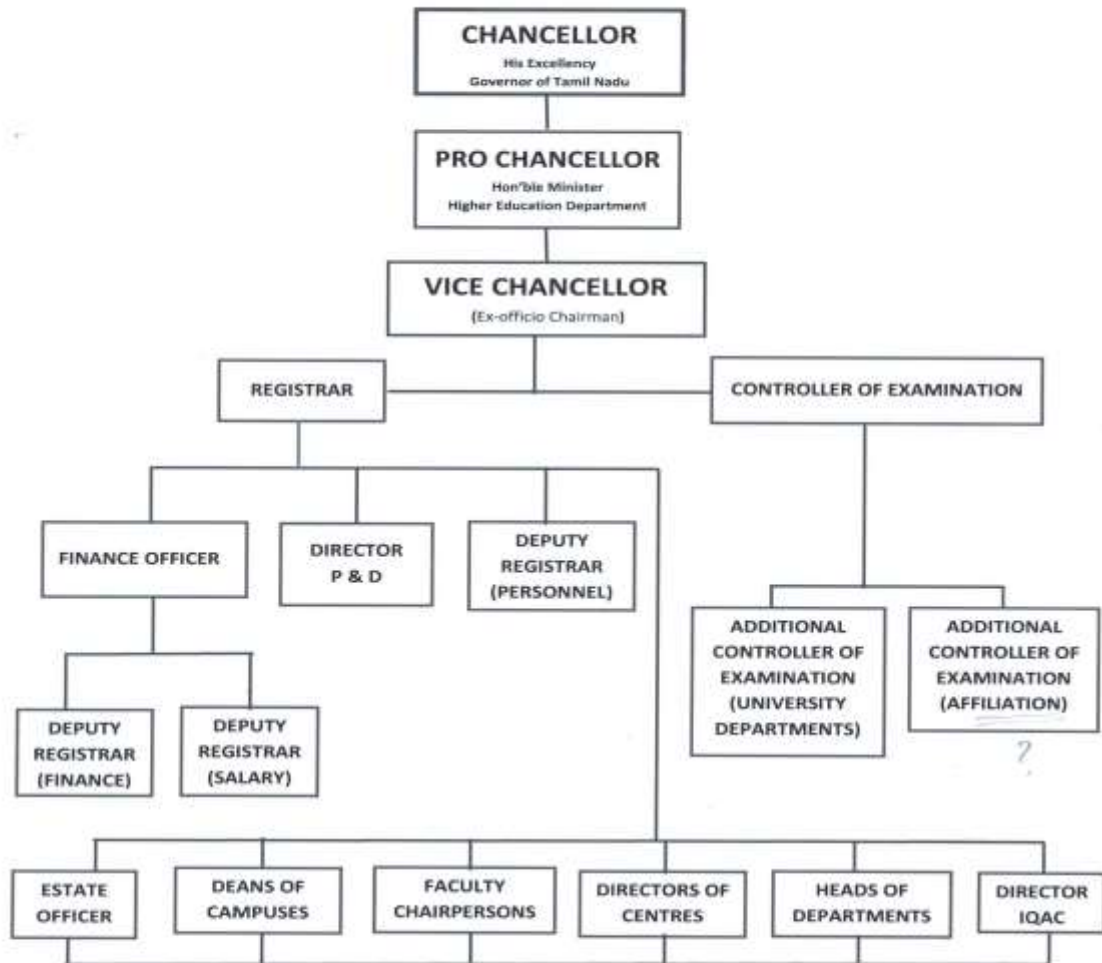 CHANCELLOR
His Excellency
Governor of Tamil Nadu
PRO CHANCELLOR
Hon'ble Minister
Higher Education Department
VICE CHANCELLOR
(Ex-officio Chairman)
REGISTRAR
CONTROLLER OF EXAMINATION
FINANCE OFFICER
DIRECTOR
P & D
DEPUTY
REGISTRAR
(PERSONNEL)
ADDITIONAL
CONTROLLER OF
EXAMINATION
(UNIVERSITY
DEPARTMENTS)
ADDITIONAL
CONTROLLER OF
EXAMINATION
(AFFILIATION)
?
DEPUTY
REGISTRAR
(FINANCE)
DEPUTY
REGISTRAR
(SALARY)
ESTATE
OFFICER
DEANS OF
CAMPUSES
FACULTY
CHAIRPERSONS
DIRECTORS OF
CENTRES
HEADS OF
DEPARTMENTS
DIRECTOR
IQAC